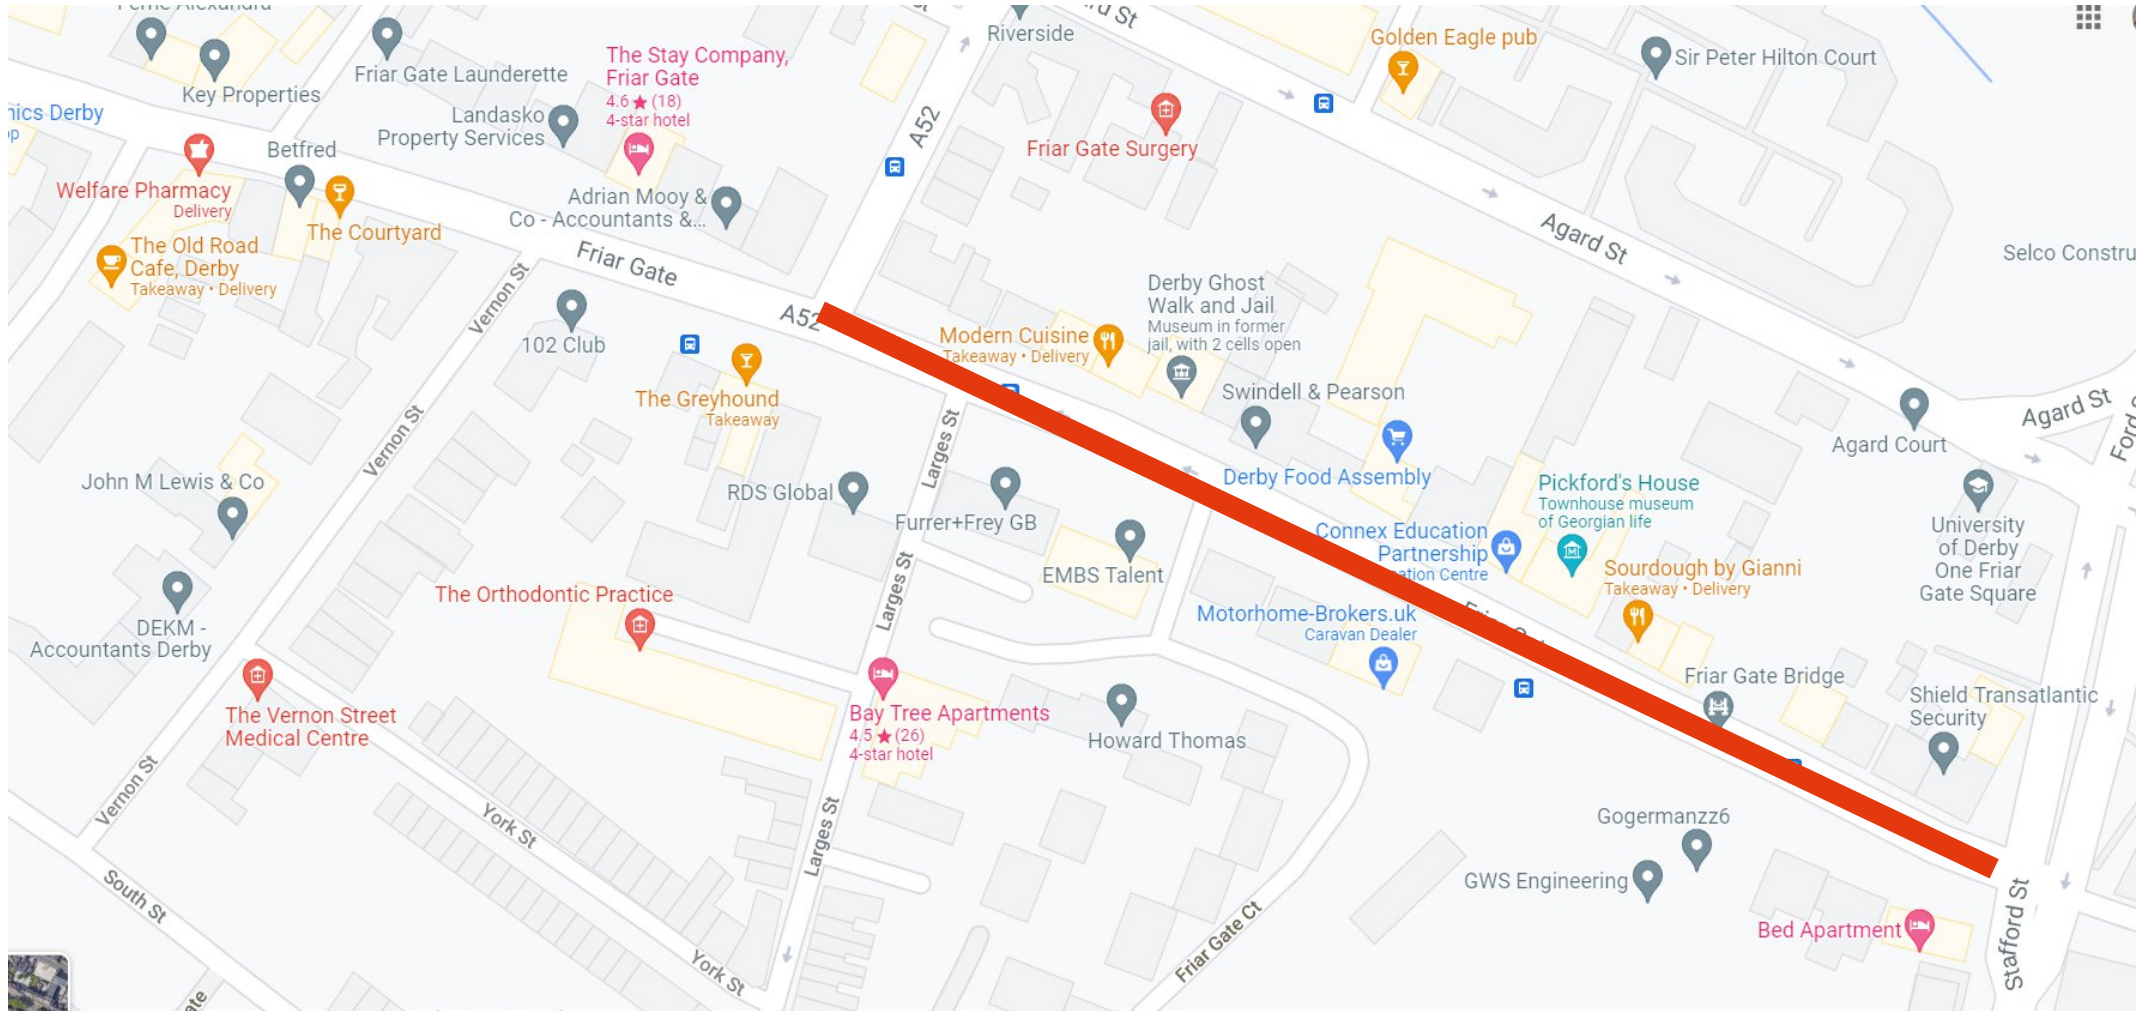 Riverside
Friar Gate Launderette
Key Properties
The Stay Company,
Friar Gate
4.6 ★ (18)
4-star hotel
Landasko
Property Services
Golden Eagle pub
Sir Peter Hilton Court
nics Derby
op
Betfred
A52
Friar Gate Surgery
Welfare Pharmacy
Delivery
Adrian Mooy &
Co - Accountants &...
The Courtyard
The Old Road
Cafe, Derby
Takeaway • Delivery
Friar Gate
Vernon St
Agard St
Selco Constru
A52
102 Club
Modern Cuisine
Takeaway • Delivery
Derby Ghost
Walk and Jail
Museum in former
jail, with 2 cells open
The Greyhound
Takeaway
Swindell & Pearson
Agard St
Agard Court
Vernon St
Larges St
Derby Food Assembly
John M Lewis & Co
RDS Global
Furrer+Frey GB
Pickford's House
Townhouse museum
of Georgian life
Connex Education
Partnership
ation Centre
University
of Derby
One Friar
Gate Square
EMBS Talent
Larges St
The Orthodontic Practice
Sourdough by Gianni
Takeaway • Delivery
Motorhome-Brokers.uk
Caravan Dealer
DEKM -
Accountants Derby
Friar Gate Bridge
Shield Transatlantic
Security
The Vernon Street
Medical Centre
Bay Tree Apartments
4.5 ★ (26)
4-star hotel
Howard Thomas
Vernon St
York St
Larges St
Gogermanzz6
GWS Engineering
South St
Bed Apartment
Friar Gate Ct
Stafford St
York St